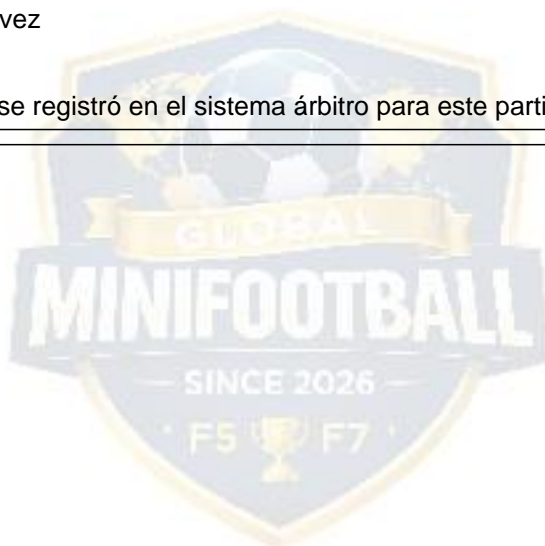 vez
se registró en el sistema árbitro para este parti
GLOBAL
MINIFOOTBALL
SINCE 2026
F5 F7